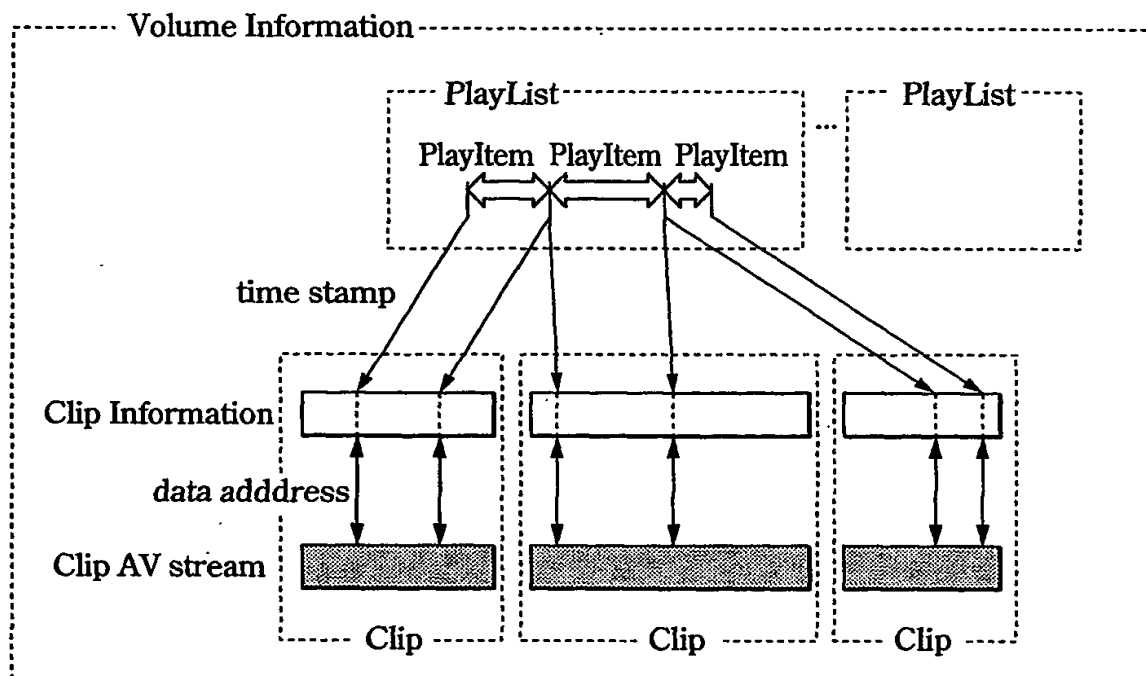 Volume Information
PlayList
PlayList
...
PlayItem PlayItem PlayItem
time stamp
Clip Information
data adddress
Clip AV stream
Clip
Clip
Clip